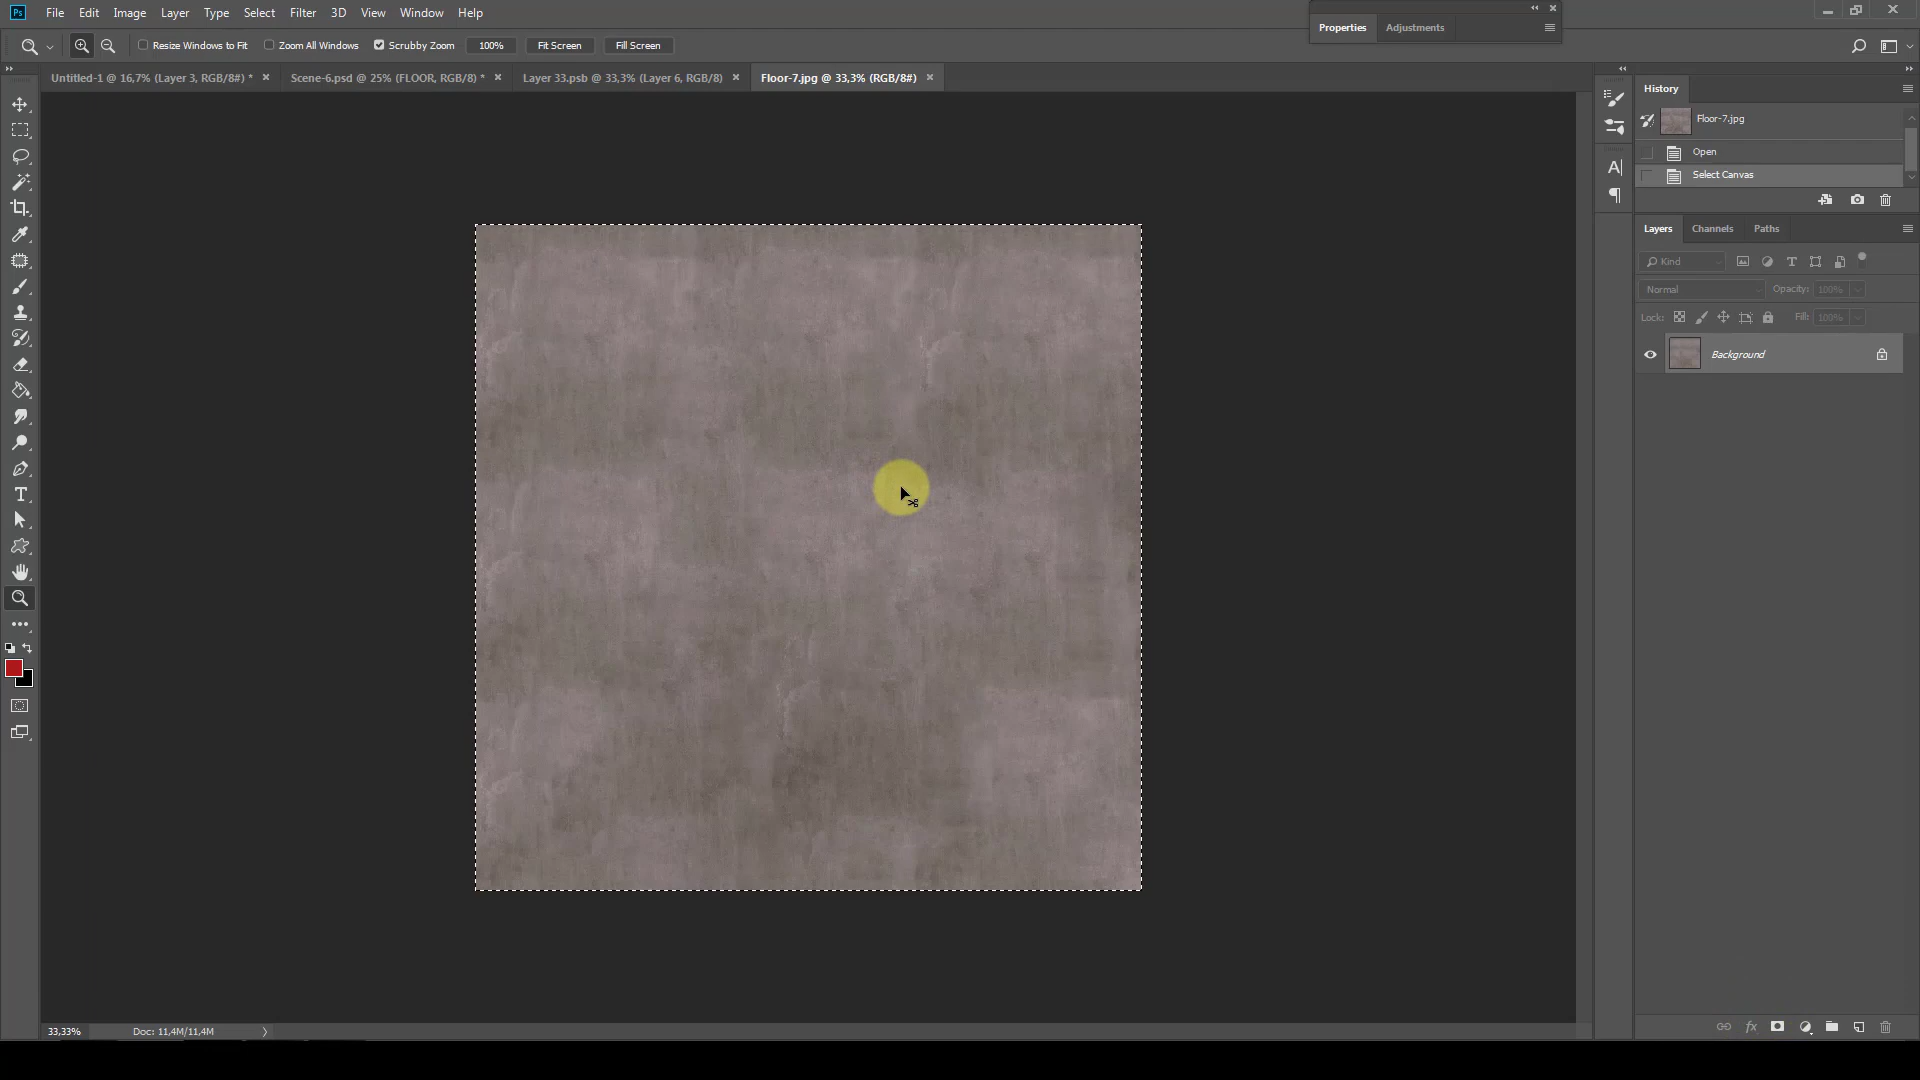 Ps File Edit Image Layer Type Select Filter 3D View Window Help
Properties Adjustments
Resize Windows to Fit Zoom All Windows Scrubby Zoom 100% Fit Screen Fill Screen
Untitled-1 @ 16,7% (Layer 3, RGB/8#) * Scene-6.psd @ 25% (FLOOR, RGB/8) * Layer 33.psb @ 33,3% (Layer 6, RGB/8) Floor-7.jpg @ 33,3% (RGB/8#)
History
Floor-7.jpg
Open
Select Canvas
Layers Channels Paths
Kind
Normal Opacity: 100%
Lock: Fill: 100%
Background
33,33% Doc: 11,4M/11,4M